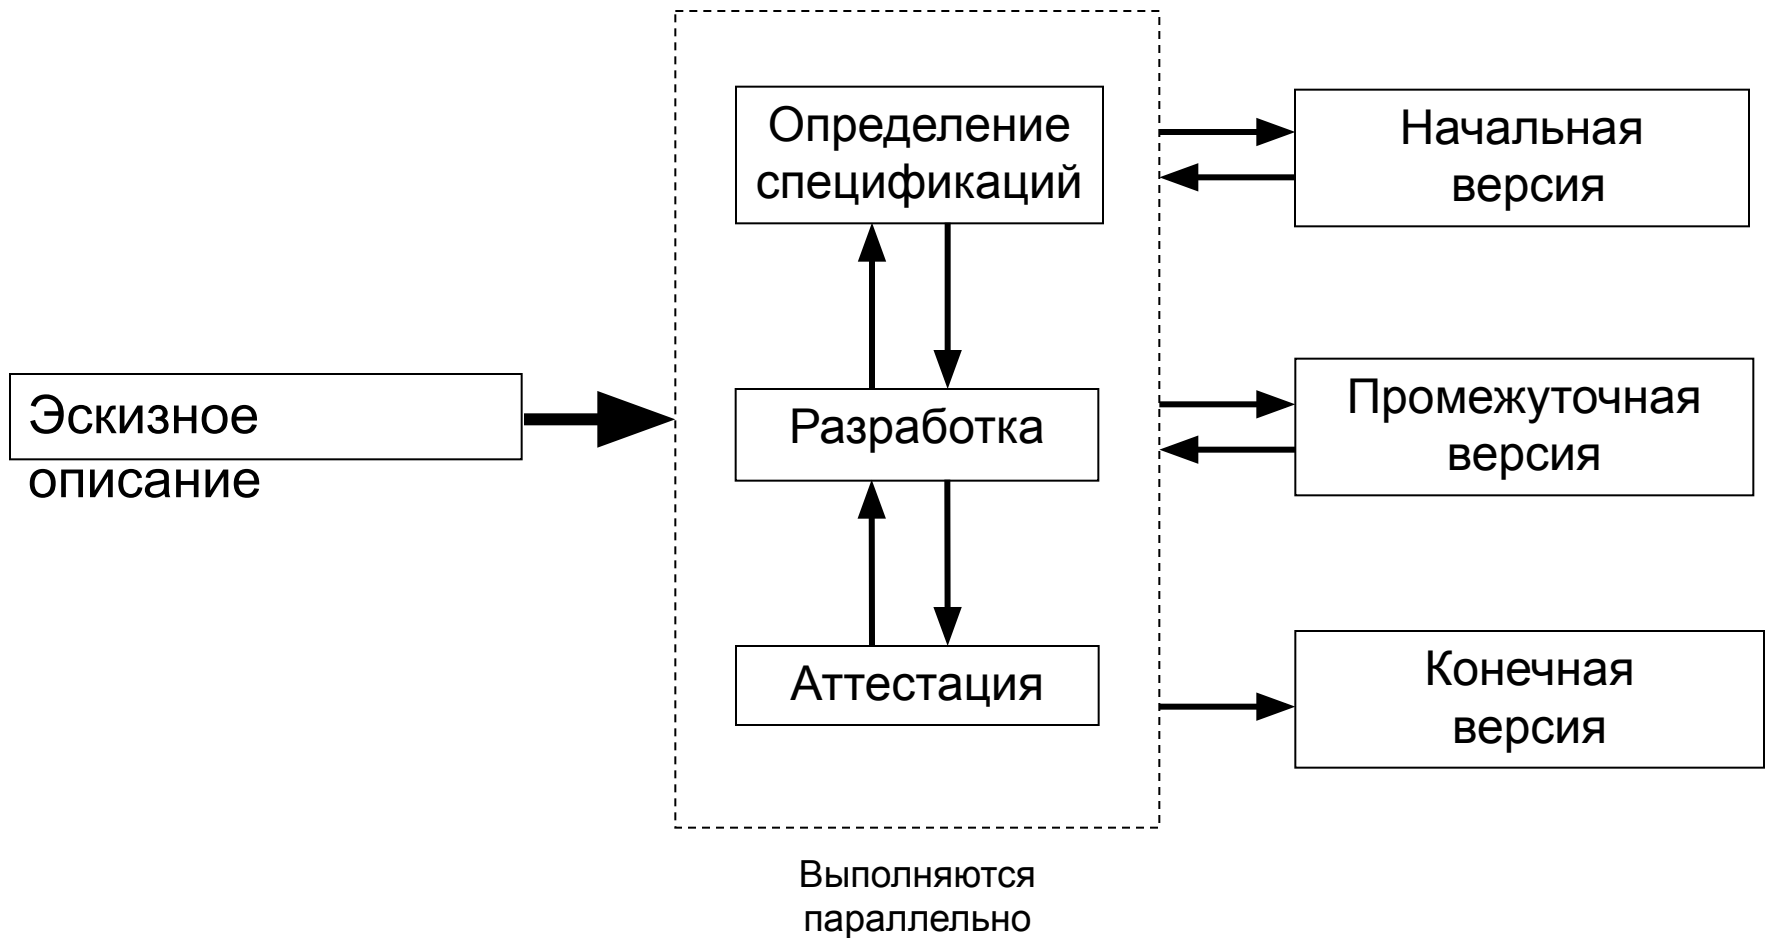 Эскизное
описание
Определение
спецификаций
Разработка
Аттестация
Выполняются
параллельно
Начальная
версия
Промежуточная
версия
Конечная
версия